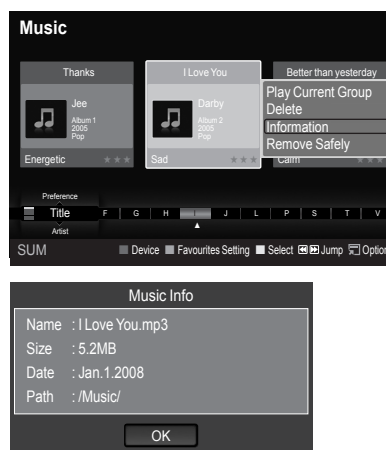 Music
Thanks
I Love You
Better than yesterday
Jee
Album 1
2005
Pop
Energetic
Darby
Album 2
2005
Pop
Sad
Play Current Group
Delete
Information
Remove Safely
Calm
Preference
Title F G H I J L P S T V
Artist
SUM Device Favourites Setting Select Jump Option
Music Info
Name : I Love You.mp3
Size : 5.2MB
Date : Jan.1.2008
Path : /Music/
OK